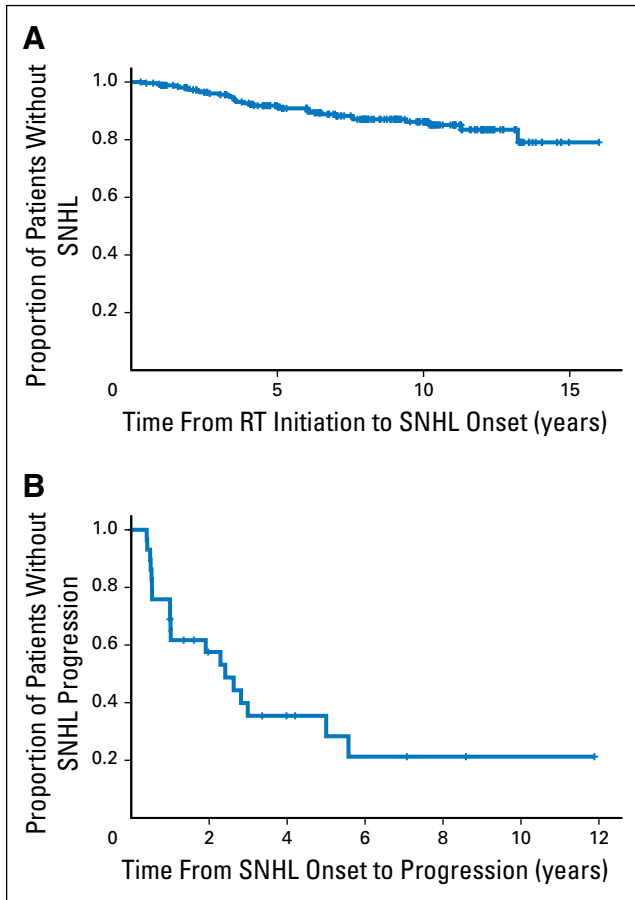 A
Proportion of Patients Without
SNHL
1.0
0.8
0.6
0.4
0.2
0
5
10
15
Time From RT Initiation to SNHL Onset (years)
B
Proportion of Patients Without
SNHL Progression
1.0
0.8
0.6
0.4
0.2
0
2
4
6
8
10
12
Time From SNHL Onset to Progression (years)